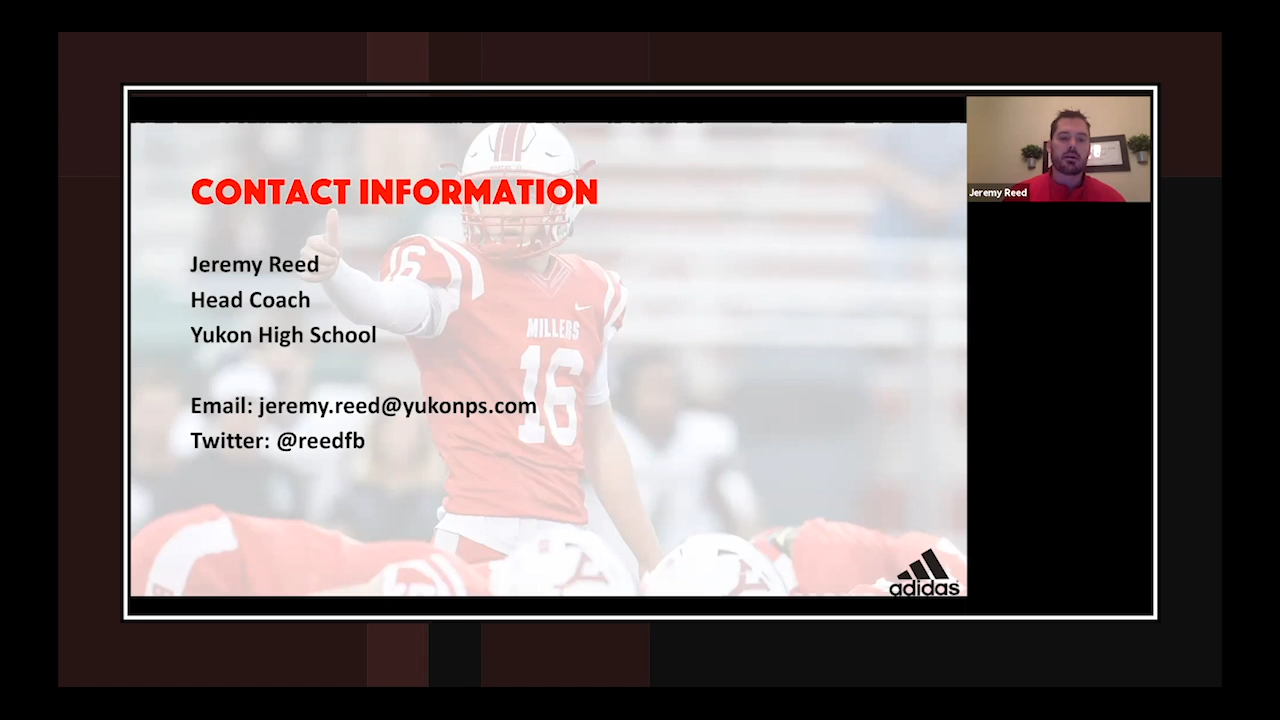 CONTACT INFORMATION
Jeremy Reed
Head Coach
Yukon High School
Email: jeremy.reed@yukonps.com
Twitter: @reedfb
16
MILLERS
16
adidas
Jeremy Reed